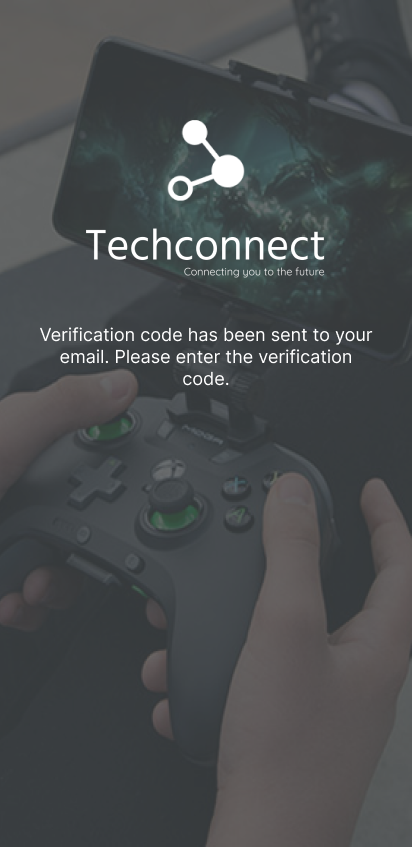 Techconnect
Connecting you to the future
Verification code has been sent to your
email. Please enter the verification
code.
MOGA